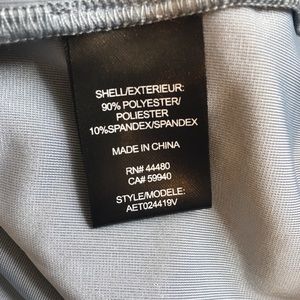 SHELL/EXTERIEUR:
90% POLYESTER/
POLIESTER
10%SPANDEX/SPANDEX
MADE IN CHINA
RN# 44480
CA# 59940
STYLE/MODELE:
AET024419V